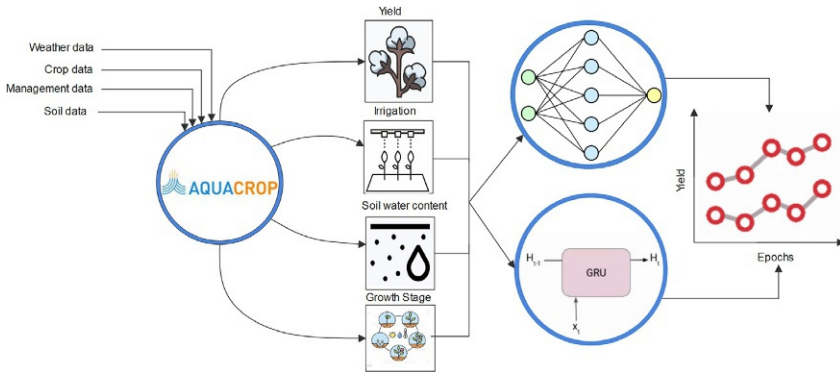 Weather data
Crop data
Management data
Soil data
AQUACROP
Yield
Irrigation
Soil water content
Growth Stage
H t-1
GRU
H t
x t
Yield
Epochs